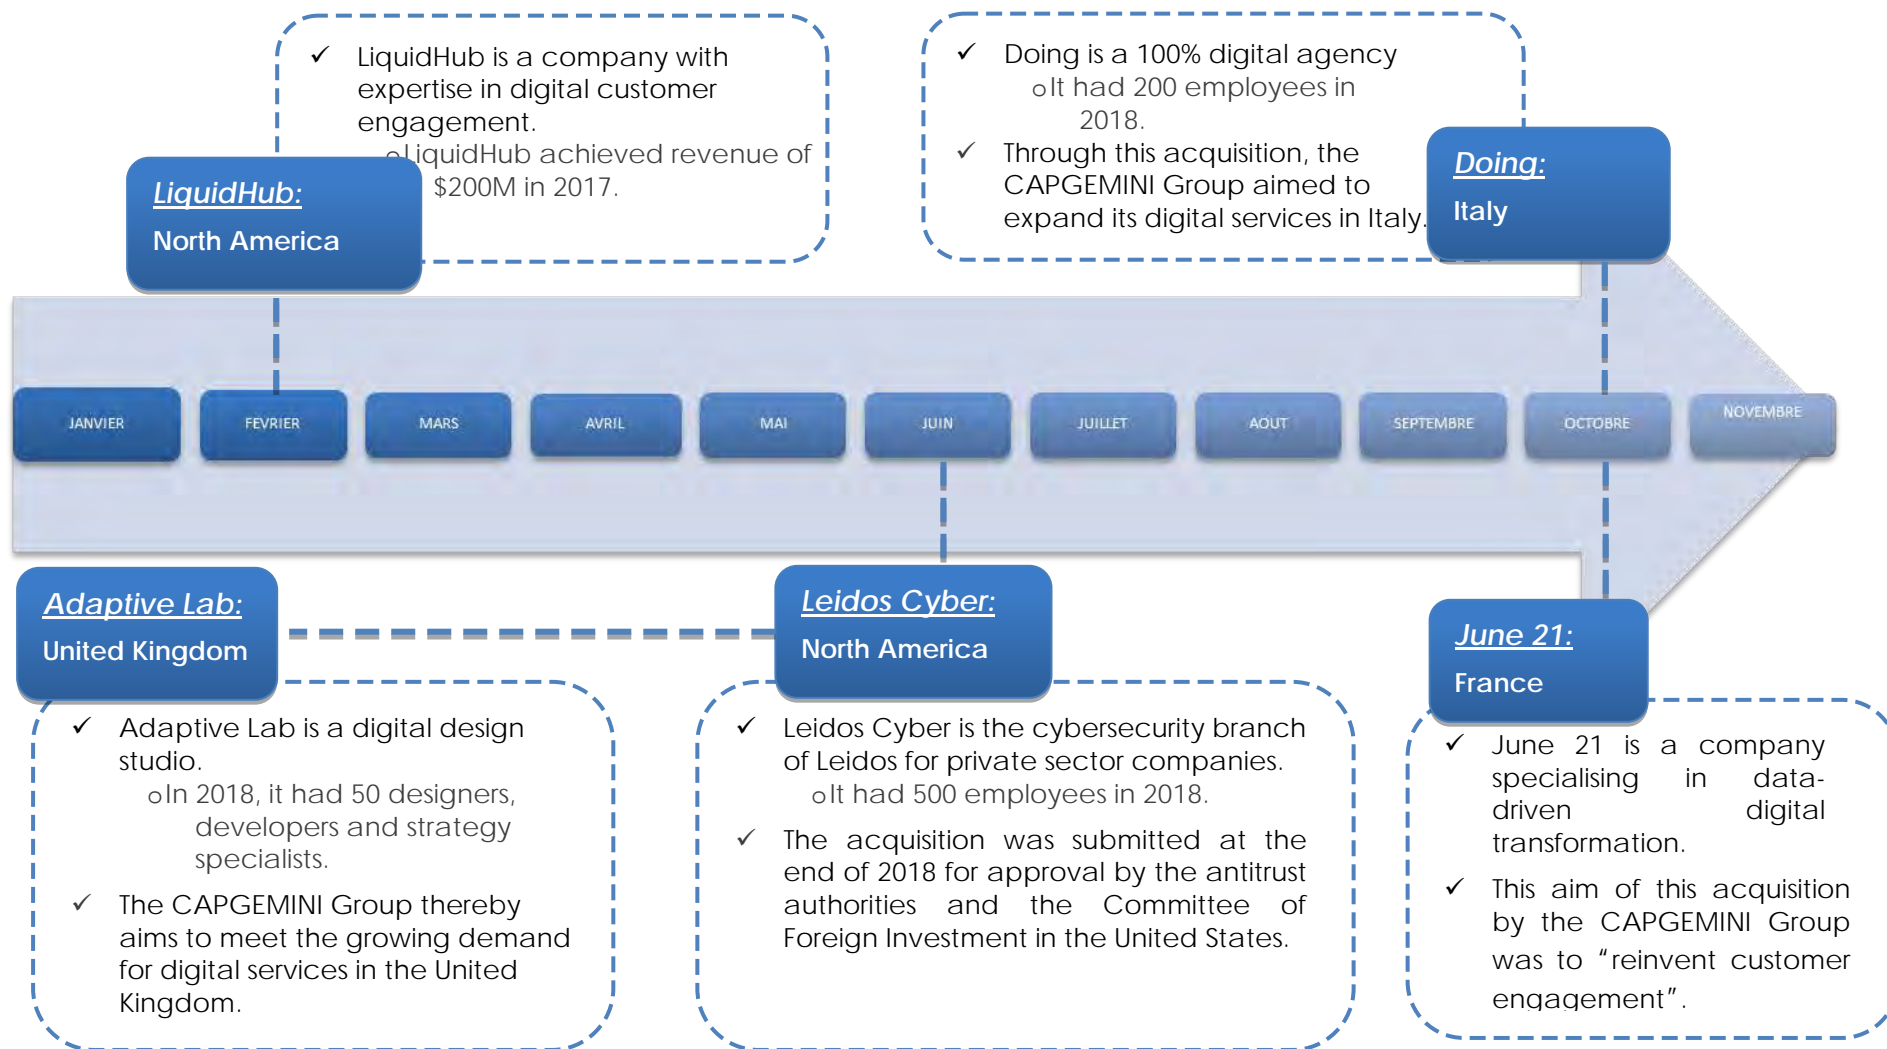 ✓ LiquidHub is a company with
expertise in digital customer
engagement.
o LiquidHub achieved revenue of
$200M in 2017.
LiquidHub:
North America
✓ Doing is a 100% digital agency
o It had 200 employees in
2018.
✓ Through this acquisition, the
CAPGEMINI Group aimed to
expand its digital services in Italy.
Doing:
Italy
JANVIER
FEVRIER
MARS
AVRIL
MAI
JUIN
JUILLET
AOUT
SEPTEMBRE
OCTOBRE
NOVEMBRE
Adaptive Lab:
United Kingdom
✓ Adaptive Lab is a digital design
studio.
o In 2018, it had 50 designers,
developers and strategy
specialists.
✓ The CAPGEMINI Group thereby
aims to meet the growing demand
for digital services in the United
Kingdom.
Leidos Cyber:
North America
✓ Leidos Cyber is the cybersecurity branch
of Leidos for private sector companies.
o It had 500 employees in 2018.
✓ The acquisition was submitted at the
end of 2018 for approval by the antitrust
authorities and the Committee of
Foreign Investment in the United States.
June 21:
France
✓ June 21 is a company
specialising in data-
driven digital
transformation.
✓ This aim of this acquisition
by the CAPGEMINI Group
was to “reinvent customer
engagement”.